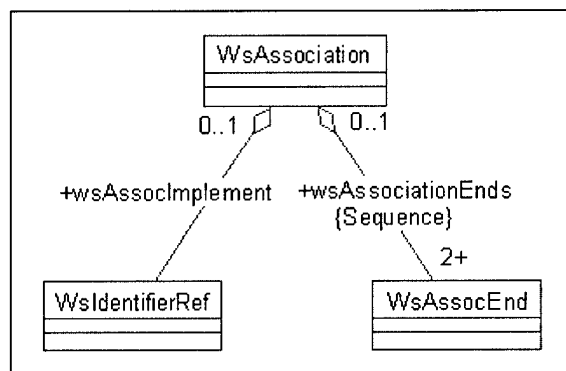 WsAssociation
0..1
0..1
+wsAssocImplement
+wsAssociationEnds
{Sequence}
2+
WsIdentifierRef
WsAssocEnd